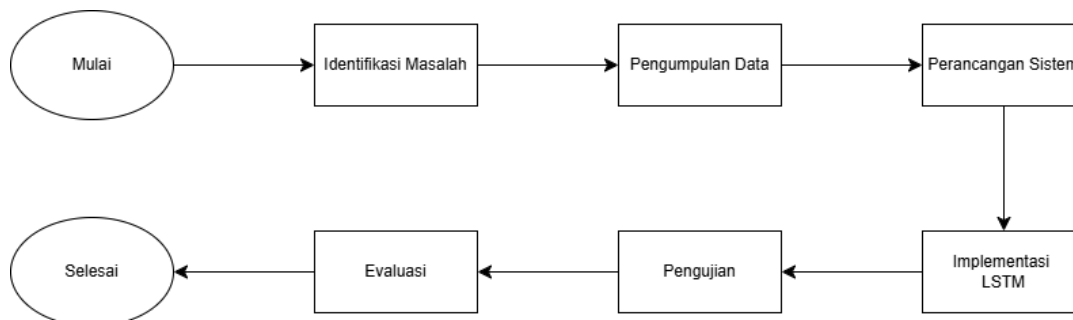 Mulai
Identifikasi Masalah
Pengumpulan Data
Perancangan Sistem
Selesai
Evaluasi
Pengujian
Implementasi
LSTM